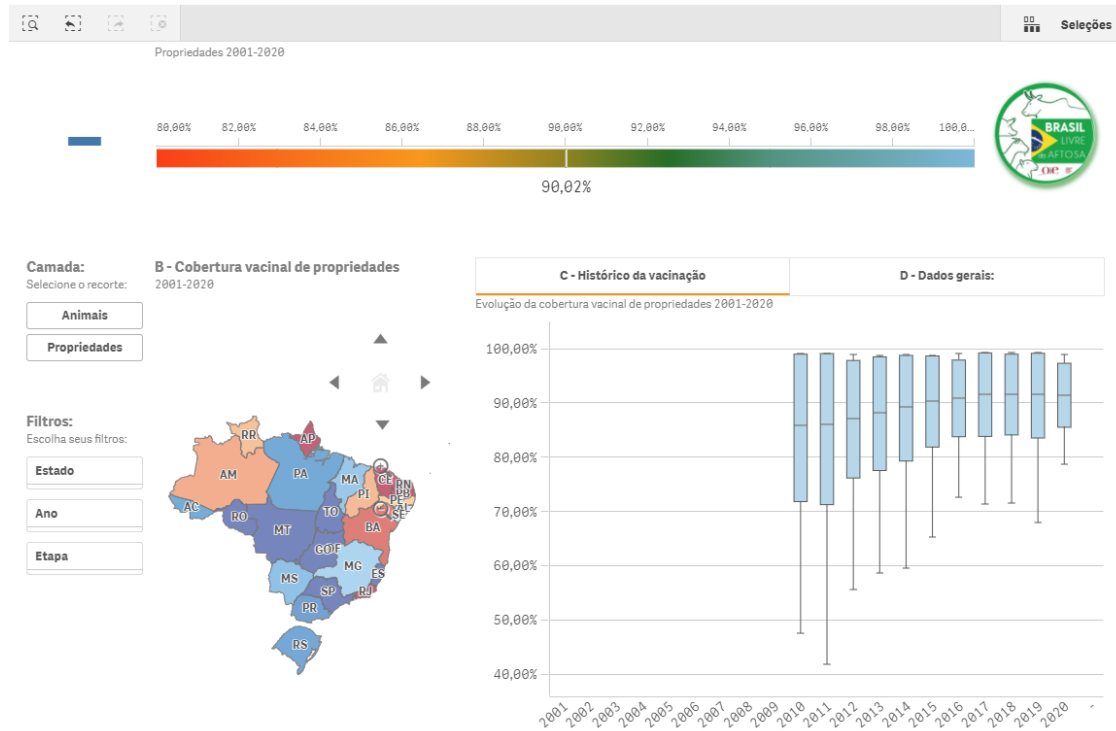 Seleções
Propriedades 2001-2020
80,00% 82,00% 84,00% 86,00% 88,00% 90,00% 92,00% 94,00% 96,00% 98,00% 100,0...
90,02%
BRASIL
LIVRE
de AFTOSA
Camada:
Selecione o recorte:
Animais
Propriedades
Filtros:
Escolha seus filtros:
Estado
Ano
Etapa
B - Cobertura vacinal de propriedades
2001-2020
RR
AP
AM
PA
MA
CE
RN
PB
PI
PE
AL
SE
AC
RO
TO
BA
MT
GO
DF
MG
ES
MS
SP
RJ
PR
RS
C - Histórico da vacinação
D - Dados gerais:
Evolução da cobertura vacinal de propriedades 2001-2020
100,00%
90,00%
80,00%
70,00%
60,00%
50,00%
40,00%
2001 2002 2003 2004 2005 2006 2007 2008 2009 2010 2011 2012 2013 2014 2015 2016 2017 2018 2019 2020 -